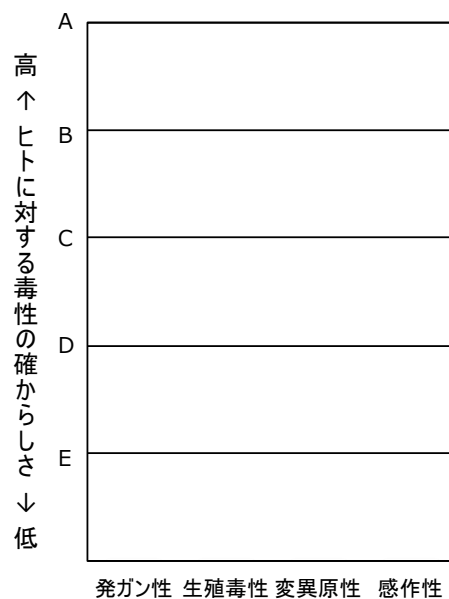 A
B
C
D
E
高 ↑ ヒトに対する毒性の確からしさ ↓ 低
発ガン性 生殖毒性 変異原性 感作性